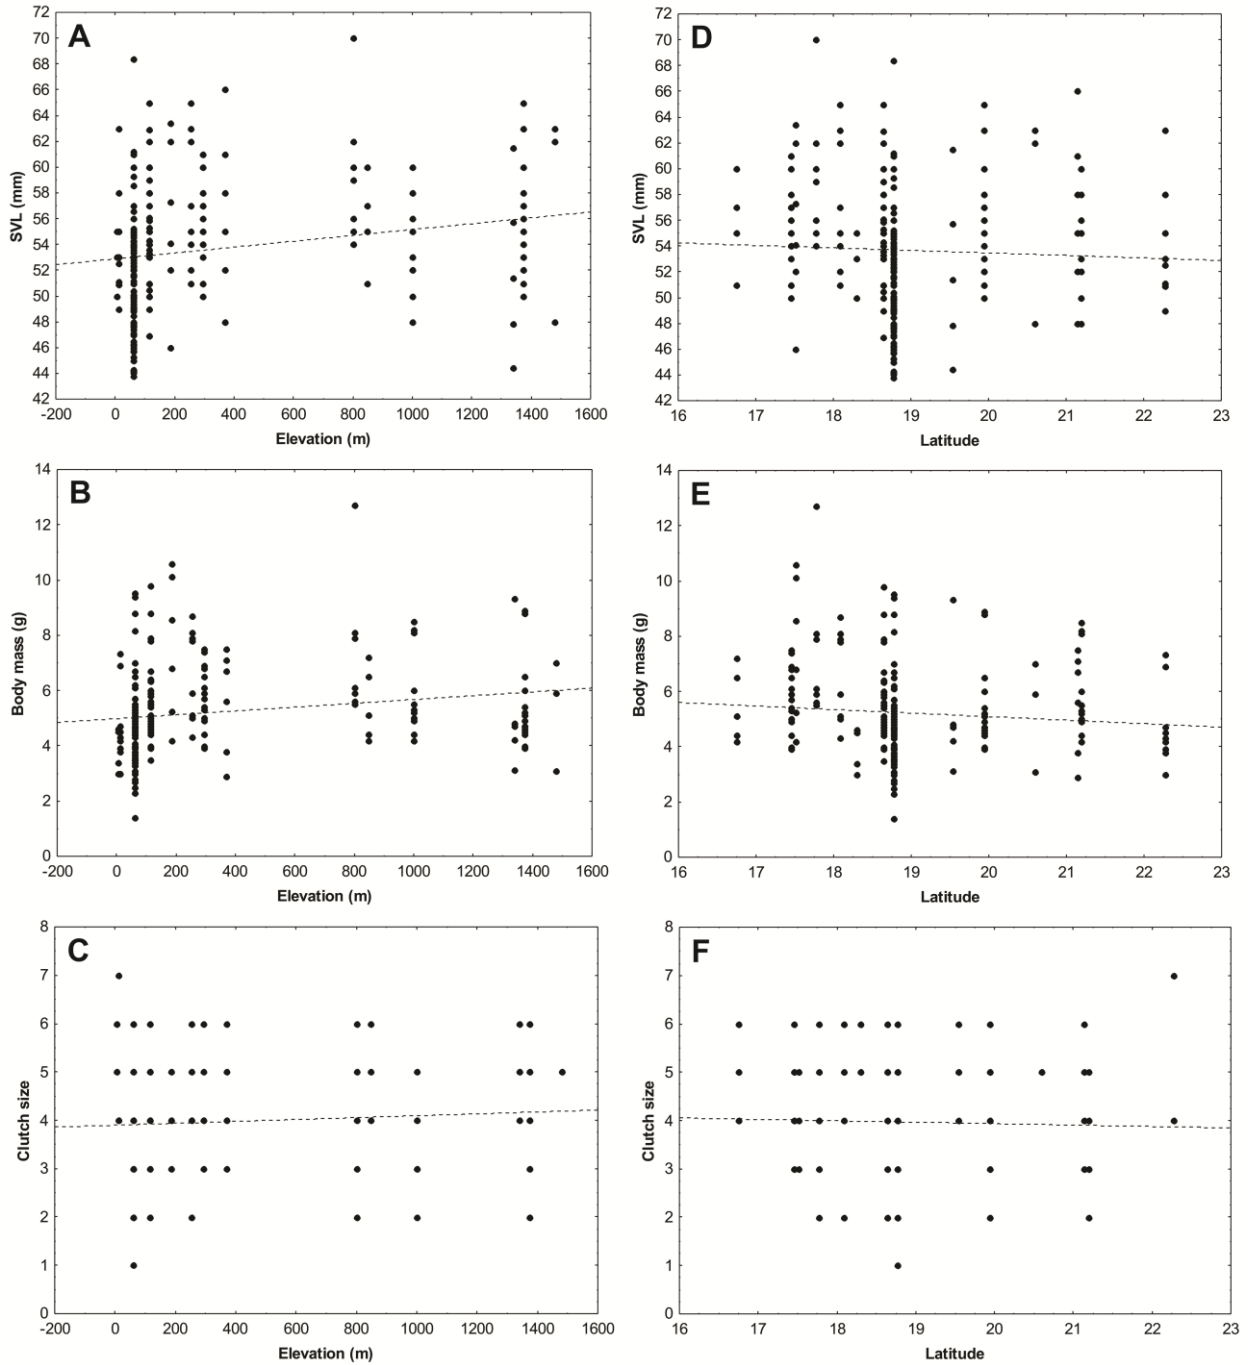 A
72
70
68
66
64
62
60
58
56
54
52
50
48
46
44
42
SVL (mm)
-200 0 200 400 600 800 1000 1200 1400 1600
Elevation (m)
D
72
70
68
66
64
62
60
58
56
54
52
50
48
46
44
42
SVL (mm)
16 17 18 19 20 21 22 23
Latitude
B
14
12
10
8
6
4
2
0
Body mass (g)
-200 0 200 400 600 800 1000 1200 1400 1600
Elevation (m)
E
14
12
10
8
6
4
2
0
Body mass (g)
16 17 18 19 20 21 22 23
Latitude
C
8
7
6
5
4
3
2
1
0
Clutch size
-200 0 200 400 600 800 1000 1200 1400 1600
Elevation (m)
F
8
7
6
5
4
3
2
1
0
Clutch size
16 17 18 19 20 21 22 23
Latitude